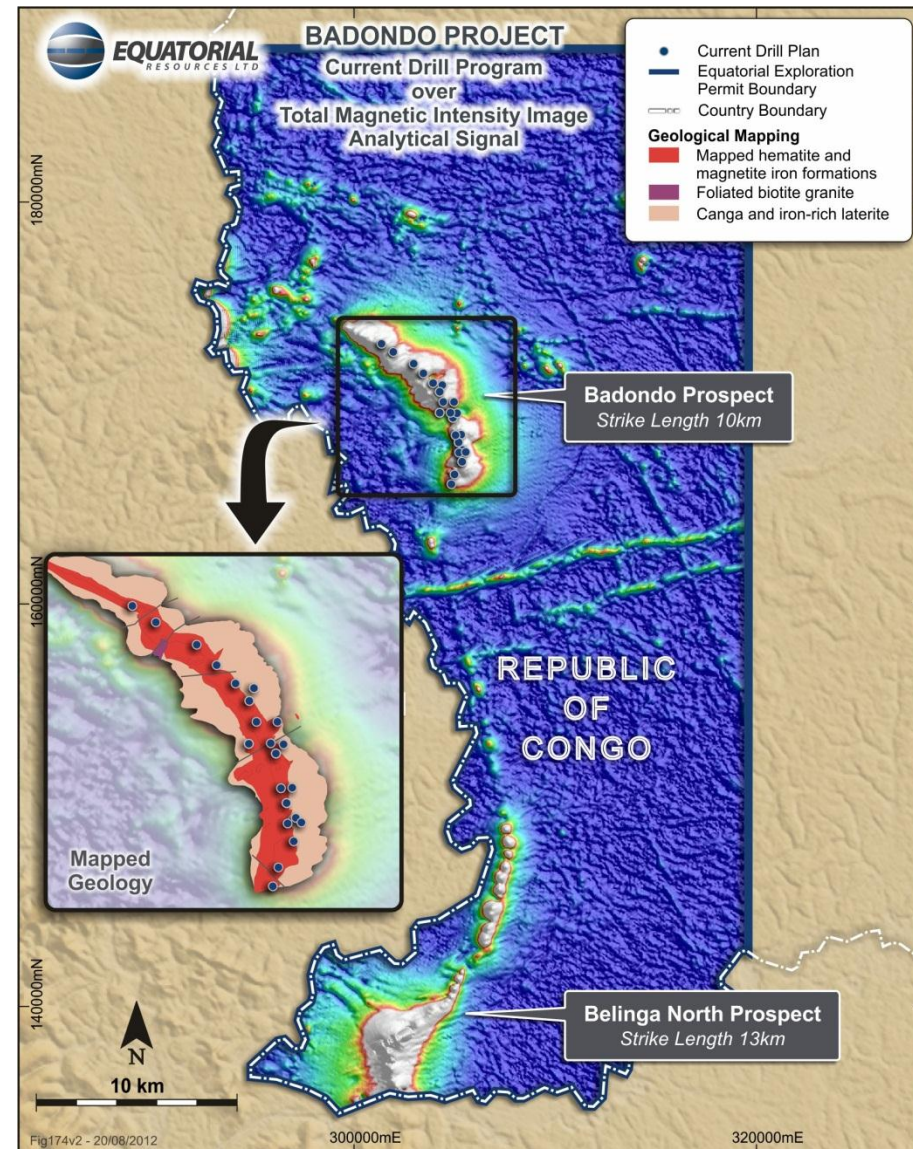 EQUATORIAL
RESOURCES LTD
BADONDO PROJECT
Current Drill Program
over
Total Magnetic Intensity Image
Analytical Signal
Current Drill Plan
Equatorial Exploration
Permit Boundary
Country Boundary
Geological Mapping
Mapped hematite and
magnetite iron formations
Foliated biotite granite
Canga and iron-rich laterite
180000mN
Badondo Prospect
Strike Length 10km
160000mN
REPUBLIC
OF
CONGO
Mapped
Geology
140000mN
Belinga North Prospect
Strike Length 13km
N
10 km
Fig174v2 - 20/08/2012
300000mE
320000mE